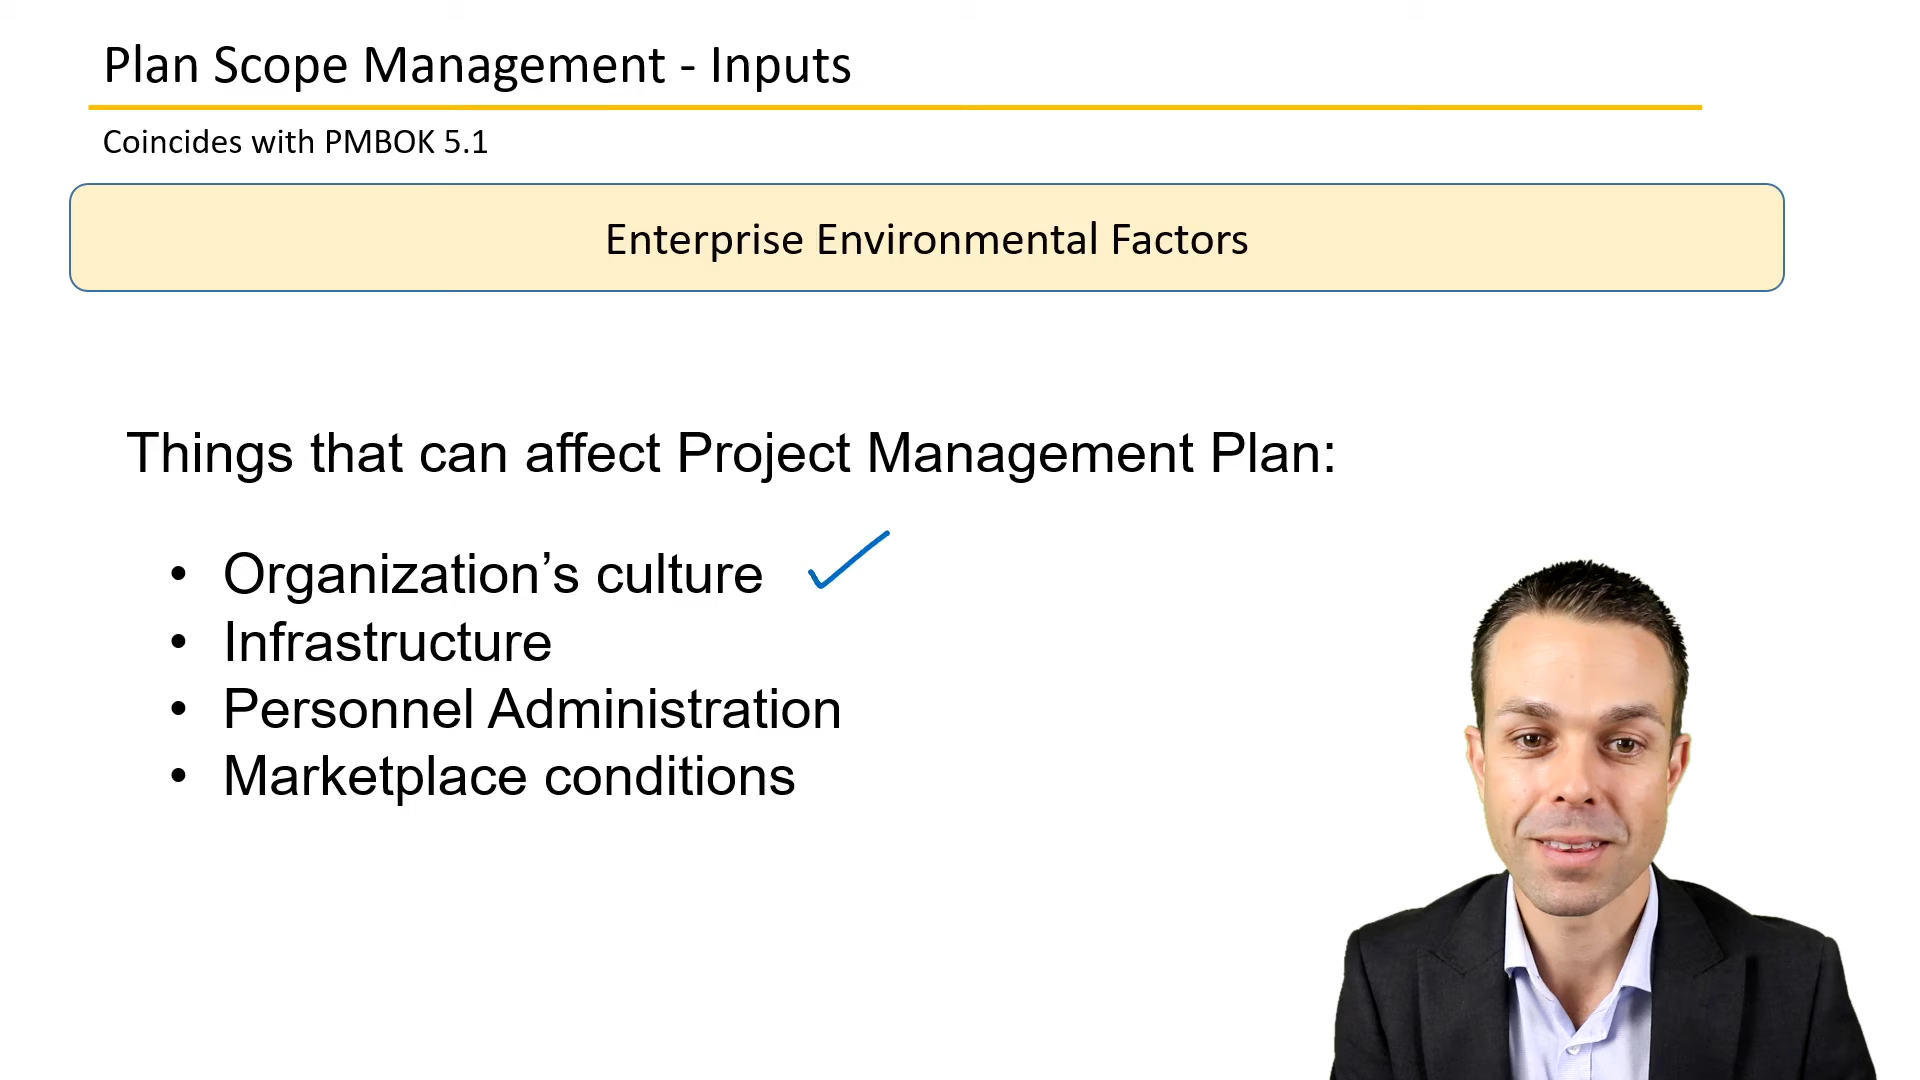 Plan Scope Management - Inputs
Coincides with PMBOK 5.1
Enterprise Environmental Factors
Things that can affect Project Management Plan:
• Organization’s culture
• Infrastructure
• Personnel Administration
• Marketplace conditions